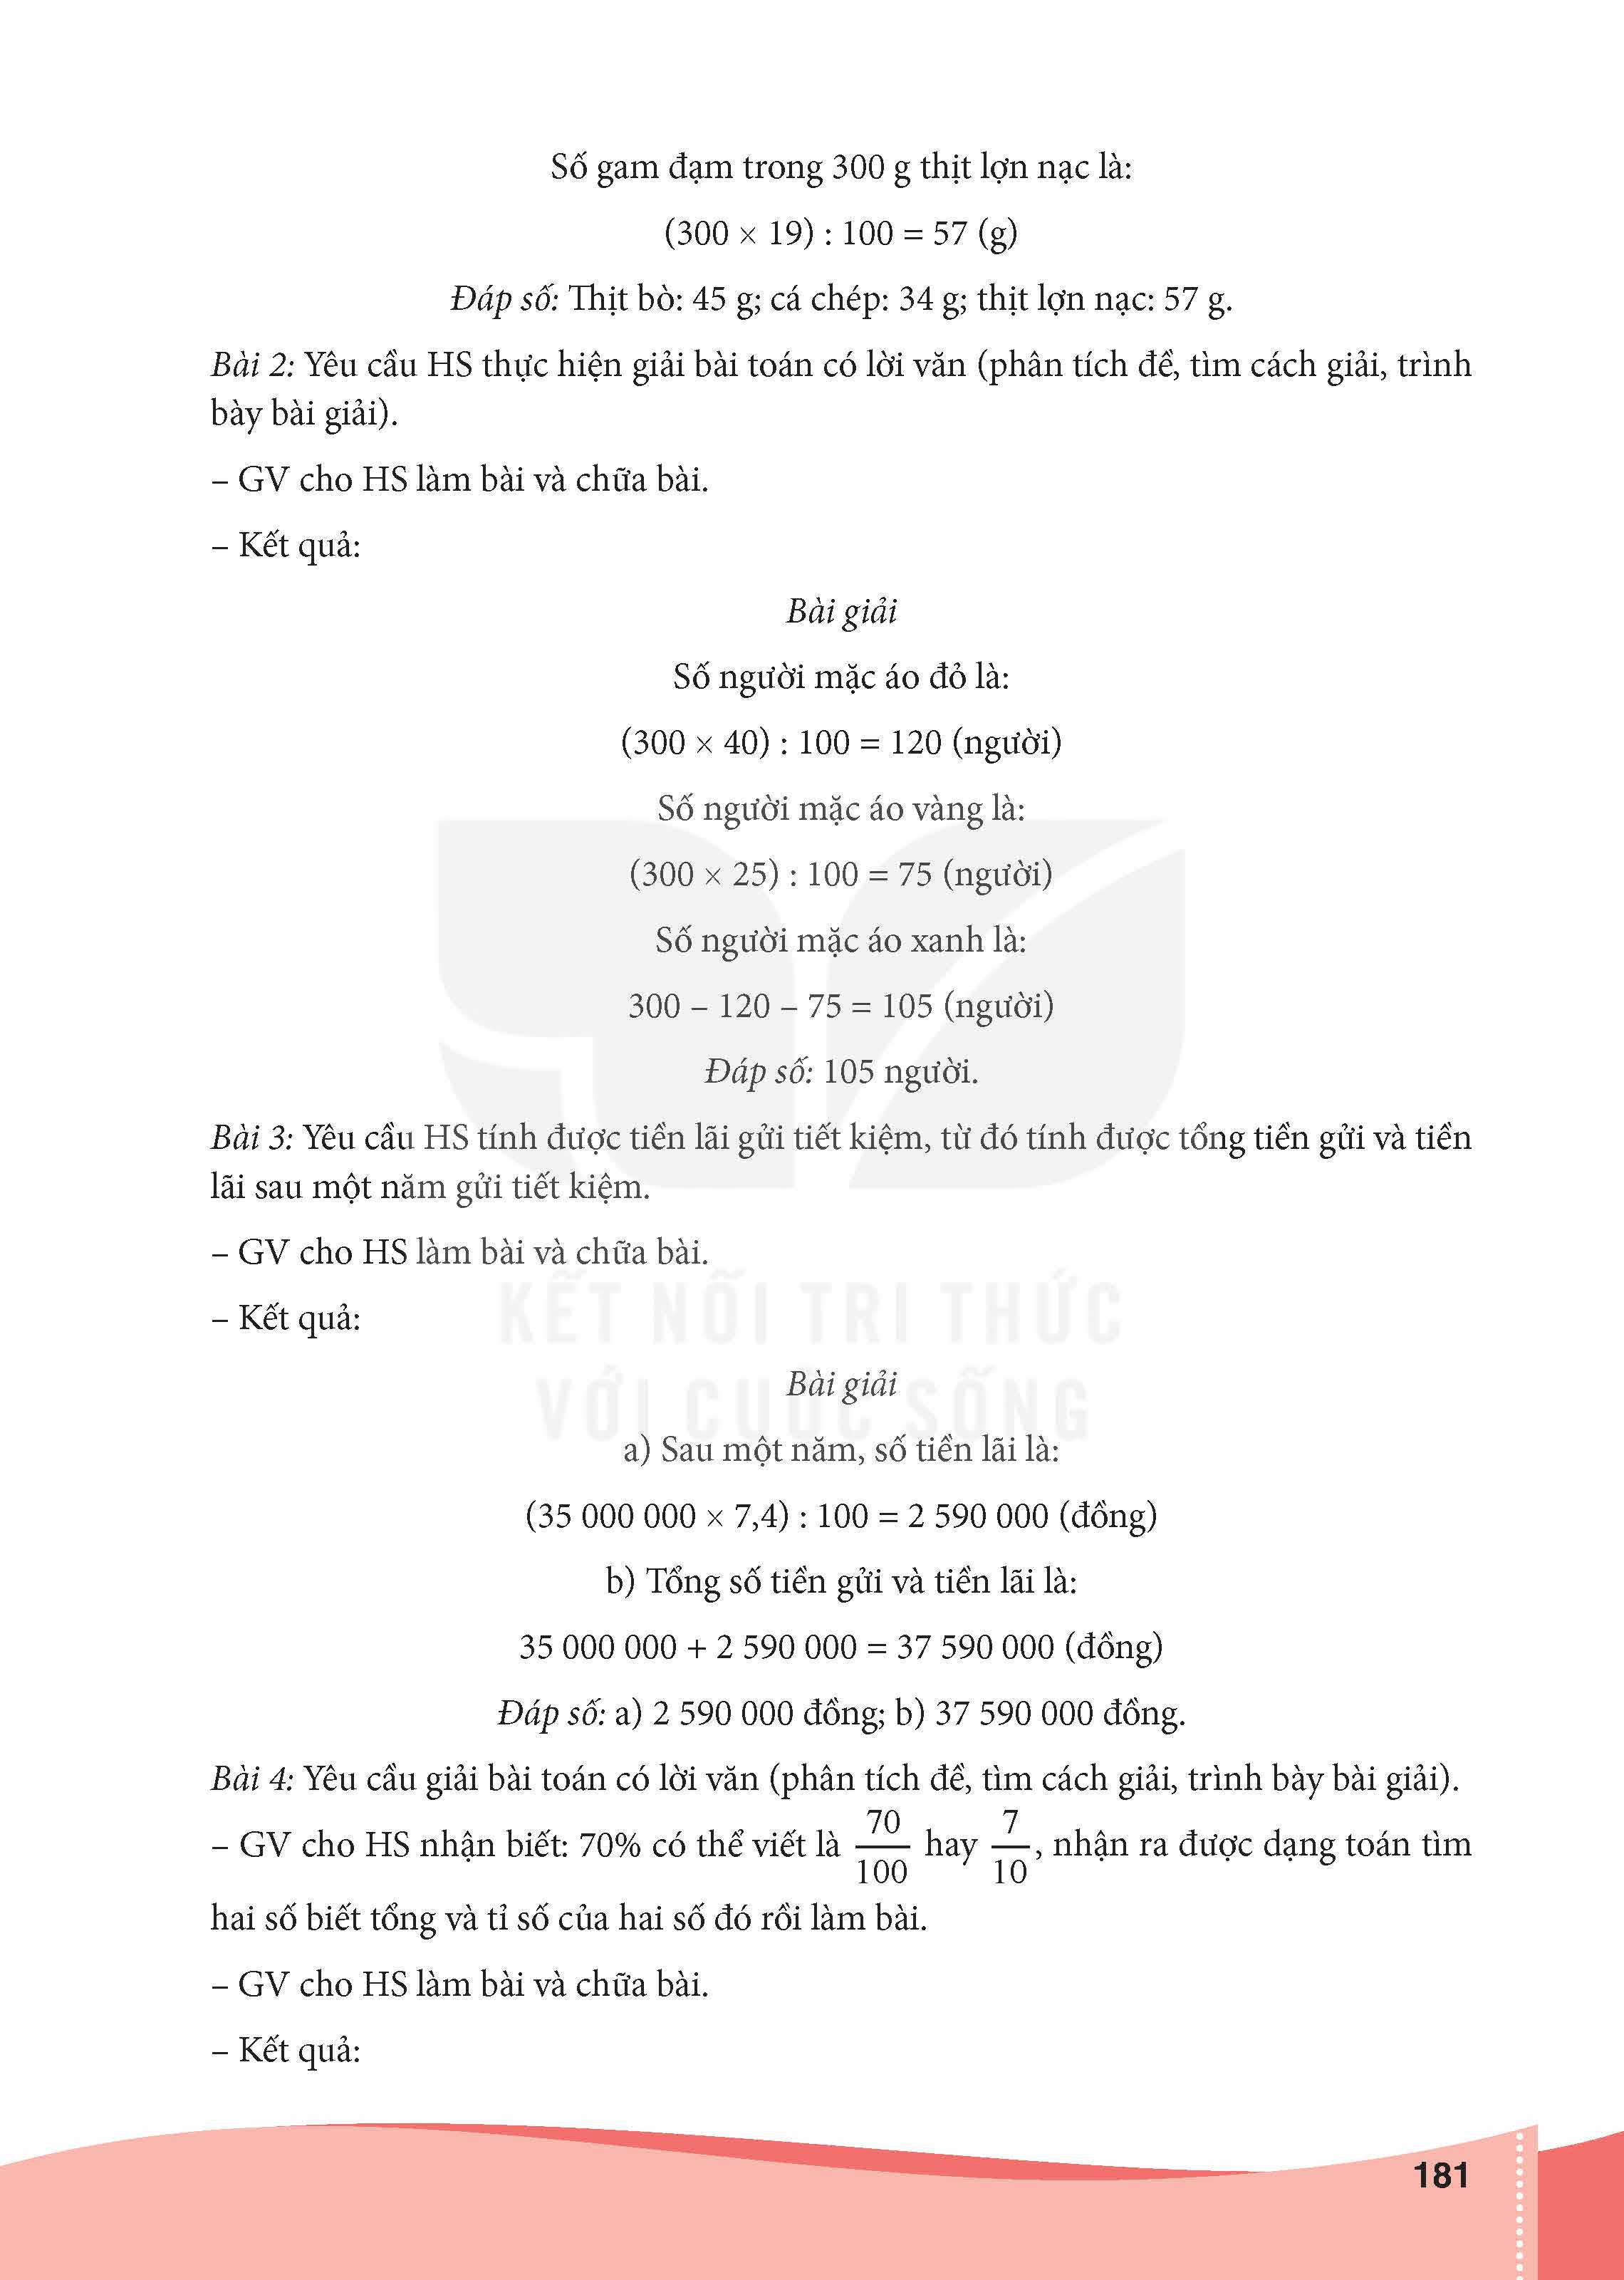 Số gam đạm trong 300 g thịt lợn nạc là:
(300 × 19) : 100 = 57 (g)
Đáp số: Thịt bò: 45 g; cá chép: 34 g; thịt lợn nạc: 57 g.
Bài 2: Yêu cầu HS thực hiện giải bài toán có lời văn (phân tích đề, tìm cách giải, trình
bày bài giải).
– GV cho HS làm bài và chữa bài.
– Kết quả:
Bài giải
Số người mặc áo đỏ là:
(300 × 40) : 100 = 120 (người)
Số người mặc áo vàng là:
(300 × 25) : 100 = 75 (người)
Số người mặc áo xanh là:
300 – 120 – 75 = 105 (người)
Đáp số: 105 người.
Bài 3: Yêu cầu HS tính được tiền lãi gửi tiết kiệm, từ đó tính được tổng tiền gửi và tiền
lãi sau một năm gửi tiết kiệm.
– GV cho HS làm bài và chữa bài.
KẾT NỐI TRI THỨC
– Kết quả:
VỚI CUỘC SỐNG
Bài giải
a) Sau một năm, số tiền lãi là:
(35 000 000 × 7,4) : 100 = 2 590 000 (đồng)
b) Tổng số tiền gửi và tiền lãi là:
35 000 000 + 2 590 000 = 37 590 000 (đồng)
Đáp số: a) 2 590 000 đồng; b) 37 590 000 đồng.
Bài 4: Yêu cầu giải bài toán có lời văn (phân tích đề, tìm cách giải, trình bày bài giải).
– GV cho HS nhận biết: 70% có thể viết là 70/100 hay 7/10, nhận ra được dạng toán tìm
hai số biết tổng và tỉ số của hai số đó rồi làm bài.
– GV cho HS làm bài và chữa bài.
– Kết quả:
181